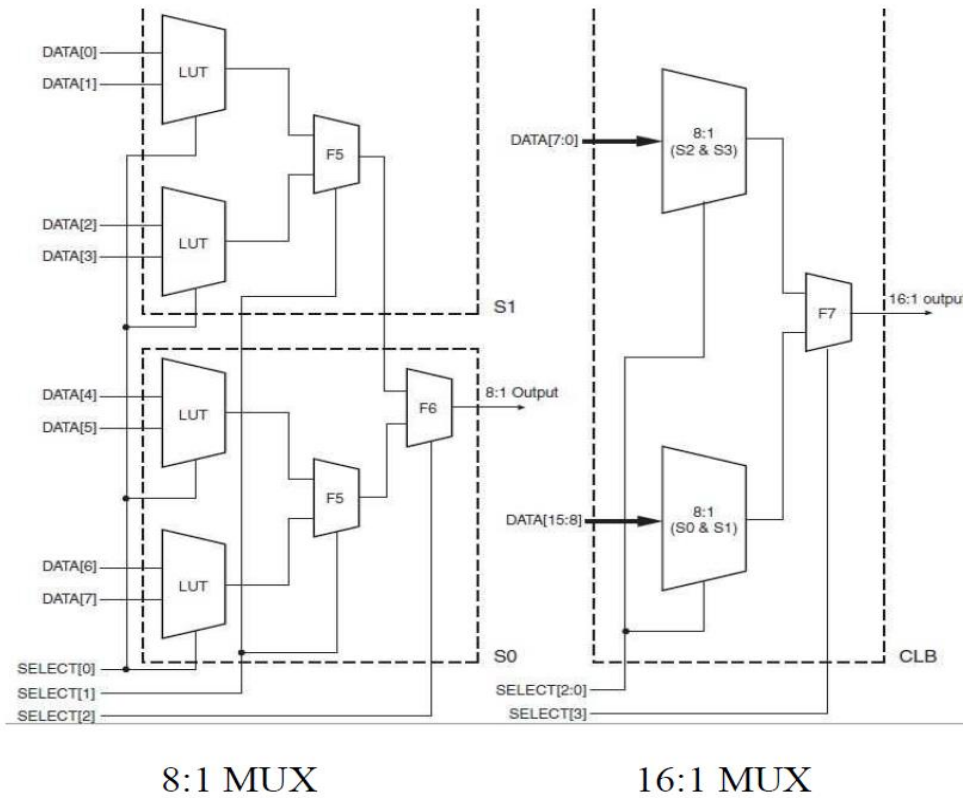 DATA[0]
DATA[1]
LUT
F5
DATA[2]
DATA[3]
LUT
S1
DATA[4]
DATA[5]
LUT
F6
8:1 Output
F5
DATA[6]
DATA[7]
LUT
S0
SELECT[0]
SELECT[1]
SELECT[2]
8:1 MUX
DATA[7:0]
8:1
(S2 & S3)
F7
16:1 output
DATA[15:8]
8:1
(S0 & S1)
CLB
SELECT[2:0]
SELECT[3]
16:1 MUX